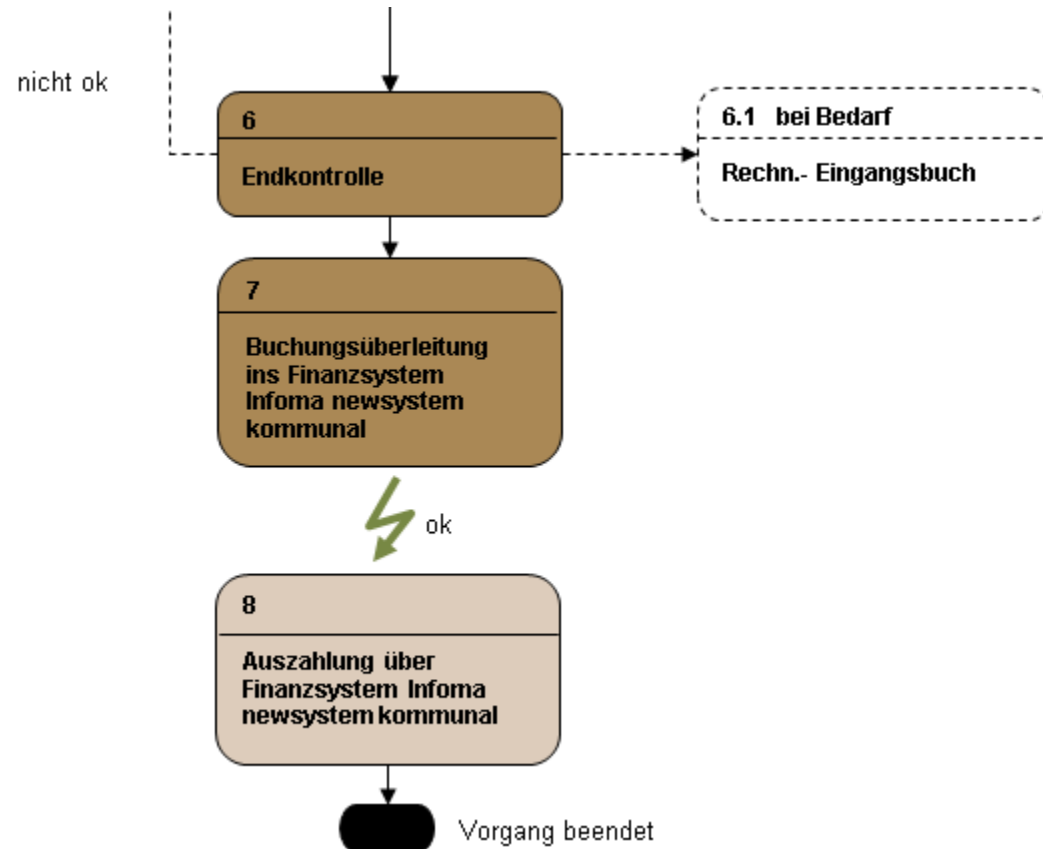 nicht ok
6
Endkontrolle
6.1 bei Bedarf
Rechn.- Eingangsbuch
7
Buchungsüberleitung
ins Finanzsystem
Infoma newsystem
kommunal
ok
8
Auszahlung über
Finanzsystem Infoma
newsystem kommunal
Vorgang beendet